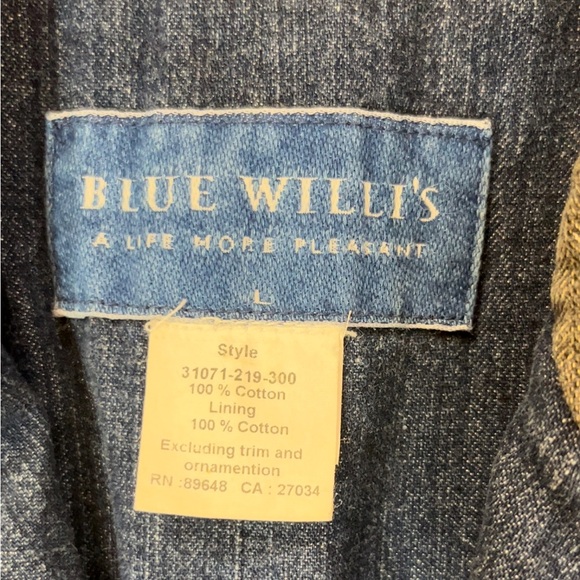 BLUE WILLI'S
A LIFE MORE PLEASANT
L
Style
31071-219-300
100 % Cotton
Lining
100 % Cotton
Excluding trim and
ornamention
RN :89648 CA : 27034